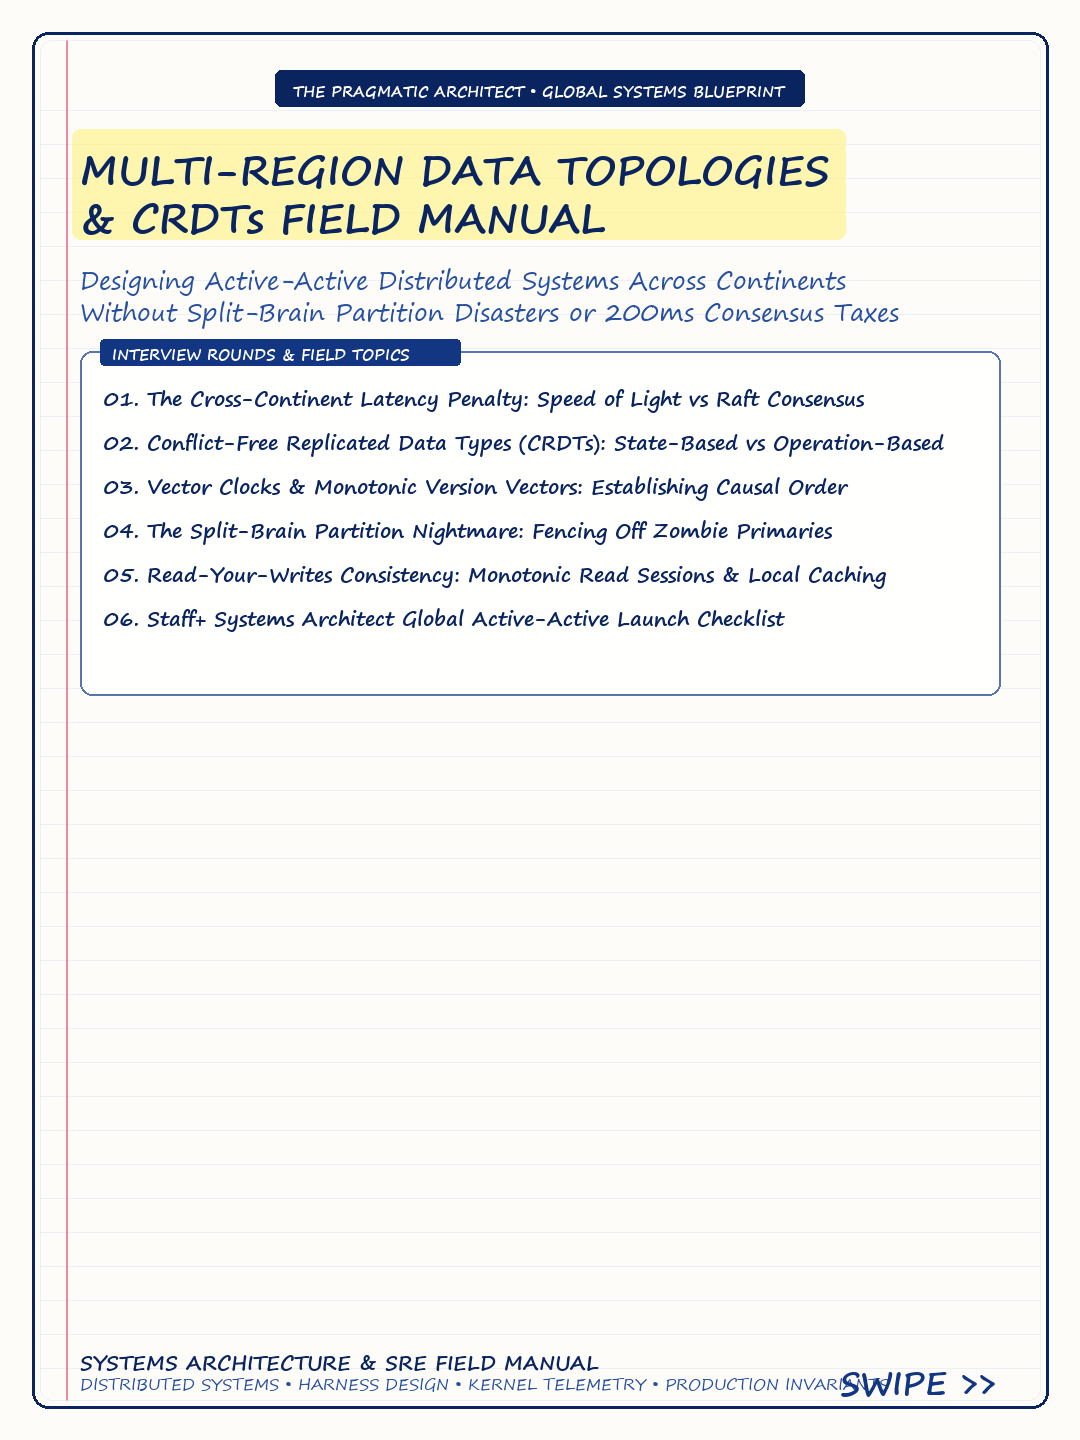 THE PRAGMATIC ARCHITECT • GLOBAL SYSTEMS BLUEPRINT
MULTI-REGION DATA TOPOLOGIES
& CRDTs FIELD MANUAL
Designing Active-Active Distributed Systems Across Continents
Without Split-Brain Partition Disasters or 200ms Consensus Taxes
INTERVIEW ROUNDS & FIELD TOPICS
01. The Cross-Continent Latency Penalty: Speed of Light vs Raft Consensus
02. Conflict-Free Replicated Data Types (CRDTs): State-Based vs Operation-Based
03. Vector Clocks & Monotonic Version Vectors: Establishing Causal Order
04. The Split-Brain Partition Nightmare: Fencing Off Zombie Primaries
05. Read-Your-Writes Consistency: Monotonic Read Sessions & Local Caching
06. Staff+ Systems Architect Global Active-Active Launch Checklist
SYSTEMS ARCHITECTURE & SRE FIELD MANUAL
DISTRIBUTED SYSTEMS • HARNESS DESIGN • KERNEL TELEMETRY • PRODUCTION INVARIANTS
SWIPE >>